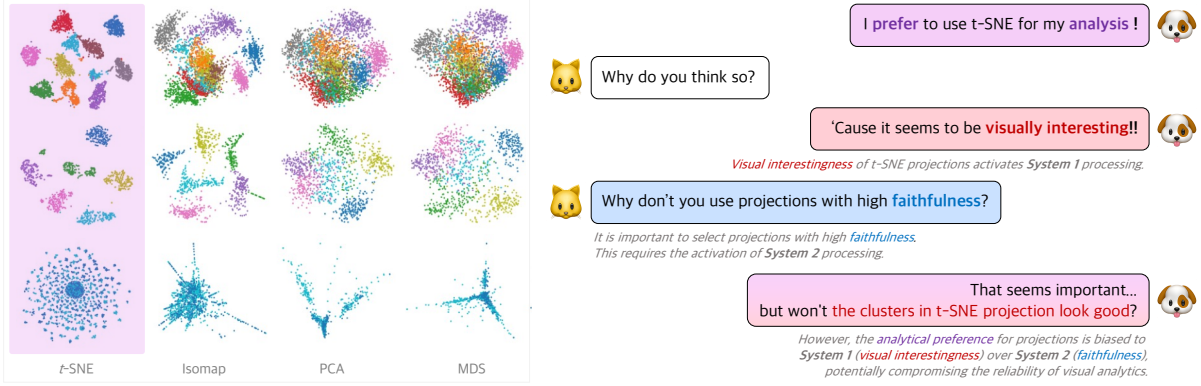 t-SNE
Isomap
PCA
MDS
I prefer to use t-SNE for my analysis !
Why do you think so?
‘Cause it seems to be visually interesting!!
Visual interestingness of t-SNE projections activates System 1 processing.
Why don’t you use projections with high faithfulness?
It is important to select projections with high faithfulness.
This requires the activation of System 2 processing.
That seems important...
but won't the clusters in t-SNE projection look good?
However, the analytical preference for projections is biased to
System 1 (visual interestingness) over System 2 (faithfulness),
potentially compromising the reliability of visual analytics.